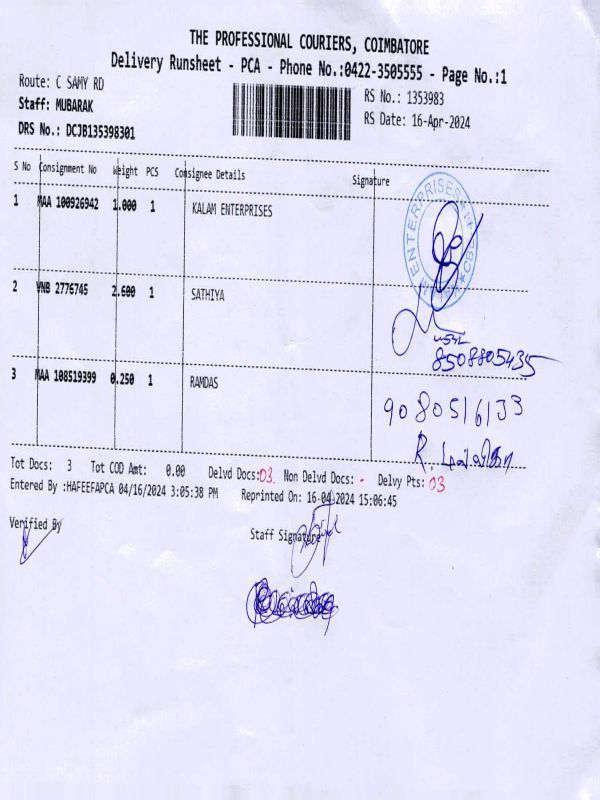 THE PROFESSIONAL COURIERS, COIMBATORE
Delivery Runsheet - PCA - Phone No.:0422-3505555 - Page No.:1
Route: C SAMY RD
RS No.: 1353983
Staff: MUBARAK
RS Date: 16-Apr-2024
DRS No.: DCJB135398301
S No Consignment No Weight PCS Consignee Details Signature
1 MAA 100926942 1.000 1 KALAM ENTERPRISES
ENTERPRISES
2 VNB 2776745 2.600 1 SATHIYA
8508805435
3 MAA 108519399 0.250 1 RAMDAS
9080516133
R.
Tot Docs: 3 Tot COD Amt: 0.00 Delvd Docs:03. Non Delvd Docs: - Delvy Pts: 03
Entered By :HAFEEFAPCA 04/16/2024 3:05:38 PM Reprinted On: 16-04-2024 15:06:45
Verified By
Staff Signature